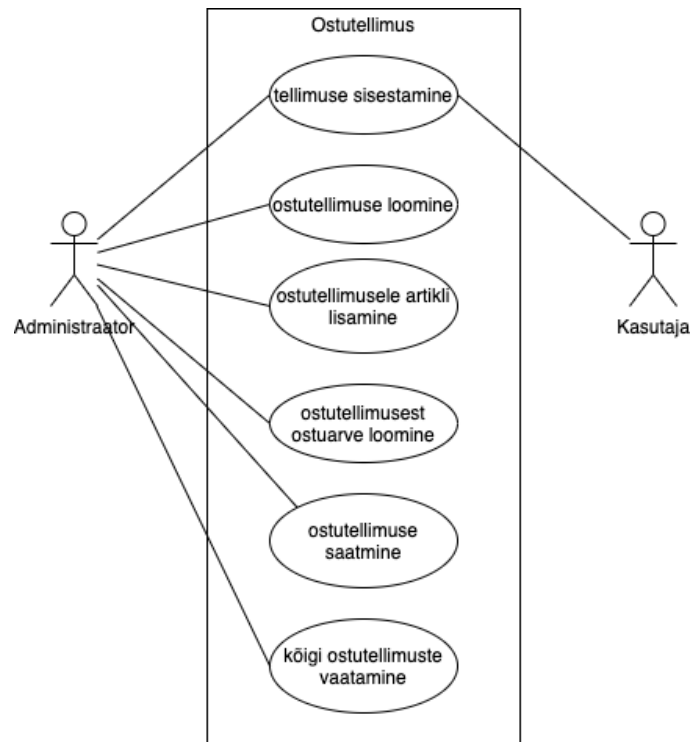 Ostutellimus
tellimuse sisestamine
ostutellimuse loomine
ostutellimusele artikli
lisamine
Administraator
Kasutaja
ostutellimusest
ostuarve loomine
ostutellimuse
saatmine
kõigi ostutellimuste
vaatamine